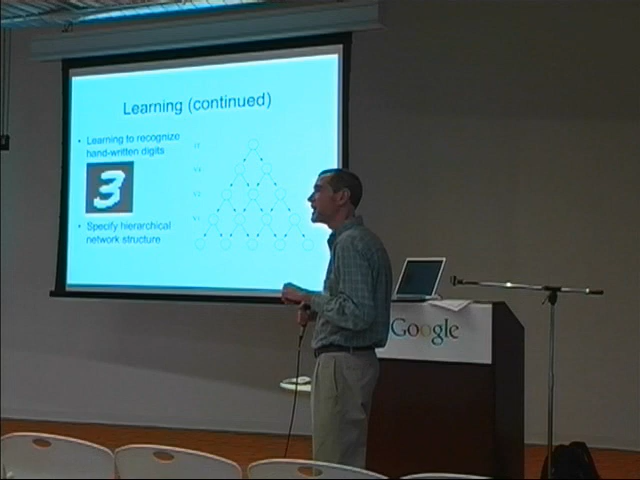 Learning (continued)
• Learning to recognize
hand-written digits
3
• Specify hierarchical
network structure
Google